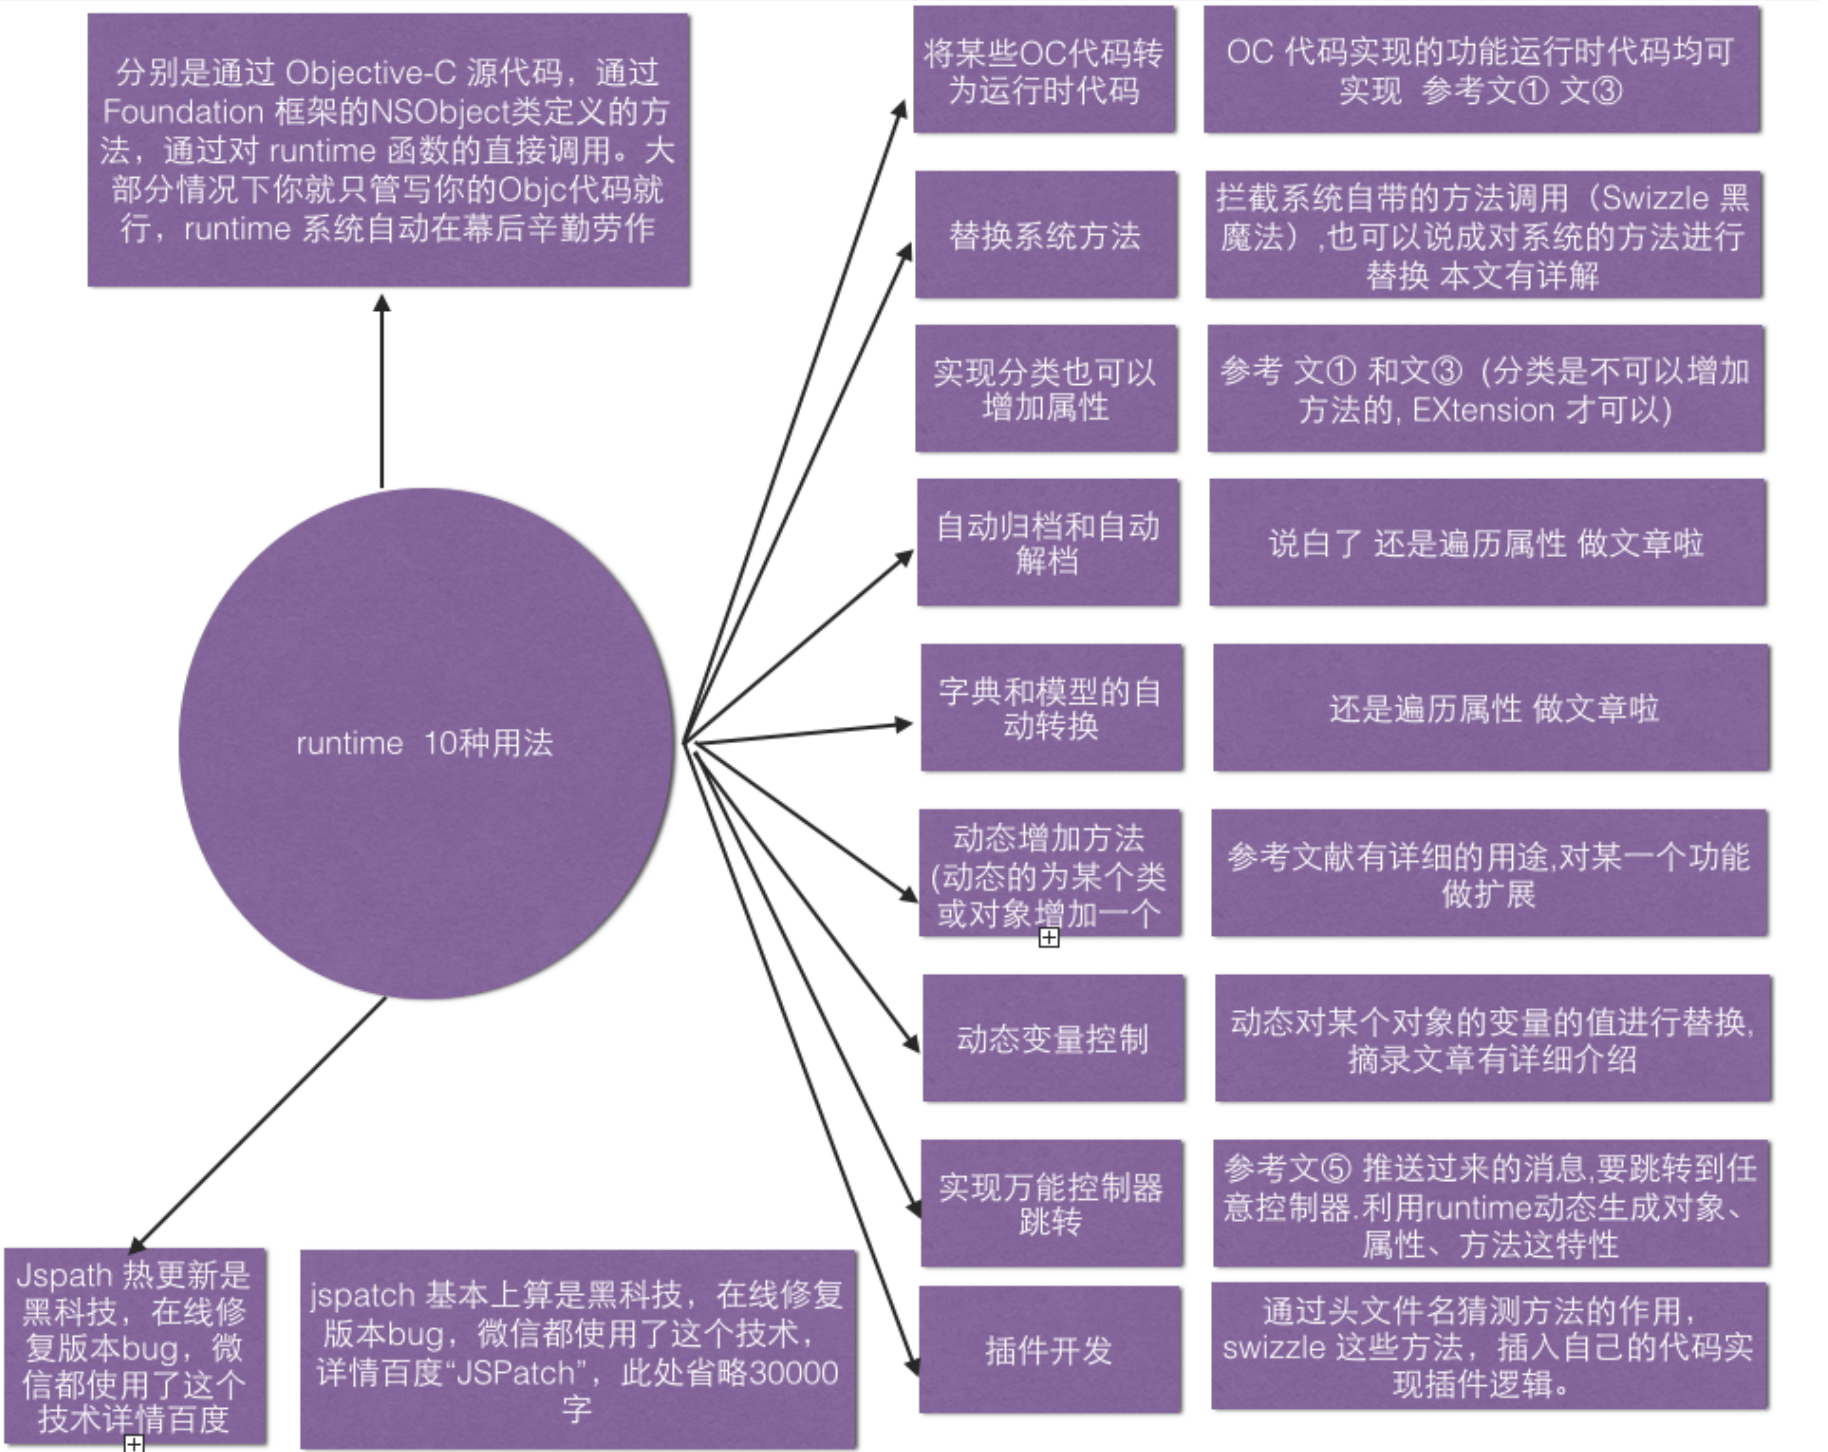 分别是通过 Objective-C 源代码，通过
Foundation 框架的NSObject类定义的方
法，通过对 runtime 函数的直接调用。大
部分情况下你就只管写你的Objc代码就
行，runtime 系统自动在幕后辛勤劳作
runtime 10种用法
Jspath 热更新是
黑科技，在线修
复版本bug，微
信都使用了这个
技术详情百度
jspatch 基本上算是黑科技，在线修复
版本bug，微信都使用了这个技术，
详情百度“JSPatch”，此处省略30000
字
将某些OC代码转
为运行时代码
OC 代码实现的功能运行时代码均可
实现 参考文① 文③
替换系统方法
拦截系统自带的方法调用（Swizzle 黑
魔法）,也可以说成对系统的方法进行
替换 本文有详解
实现分类也可以
增加属性
参考 文① 和文③ (分类是不可以增加
方法的, EXtension 才可以)
自动归档和自动
解档
说白了 还是遍历属性 做文章啦
字典和模型的自
动转换
还是遍历属性 做文章啦
动态增加方法
(动态的为某个类
或对象增加一个
参考文献有详细的用途,对某一个功能
做扩展
动态变量控制
动态对某个对象的变量的值进行替换,
摘录文章有详细介绍
实现万能控制器
跳转
参考文⑤ 推送过来的消息,要跳转到任
意控制器.利用runtime动态生成对象、
属性、方法这特性
插件开发
通过头文件名猜测方法的作用，
swizzle 这些方法，插入自己的代码实
现插件逻辑。